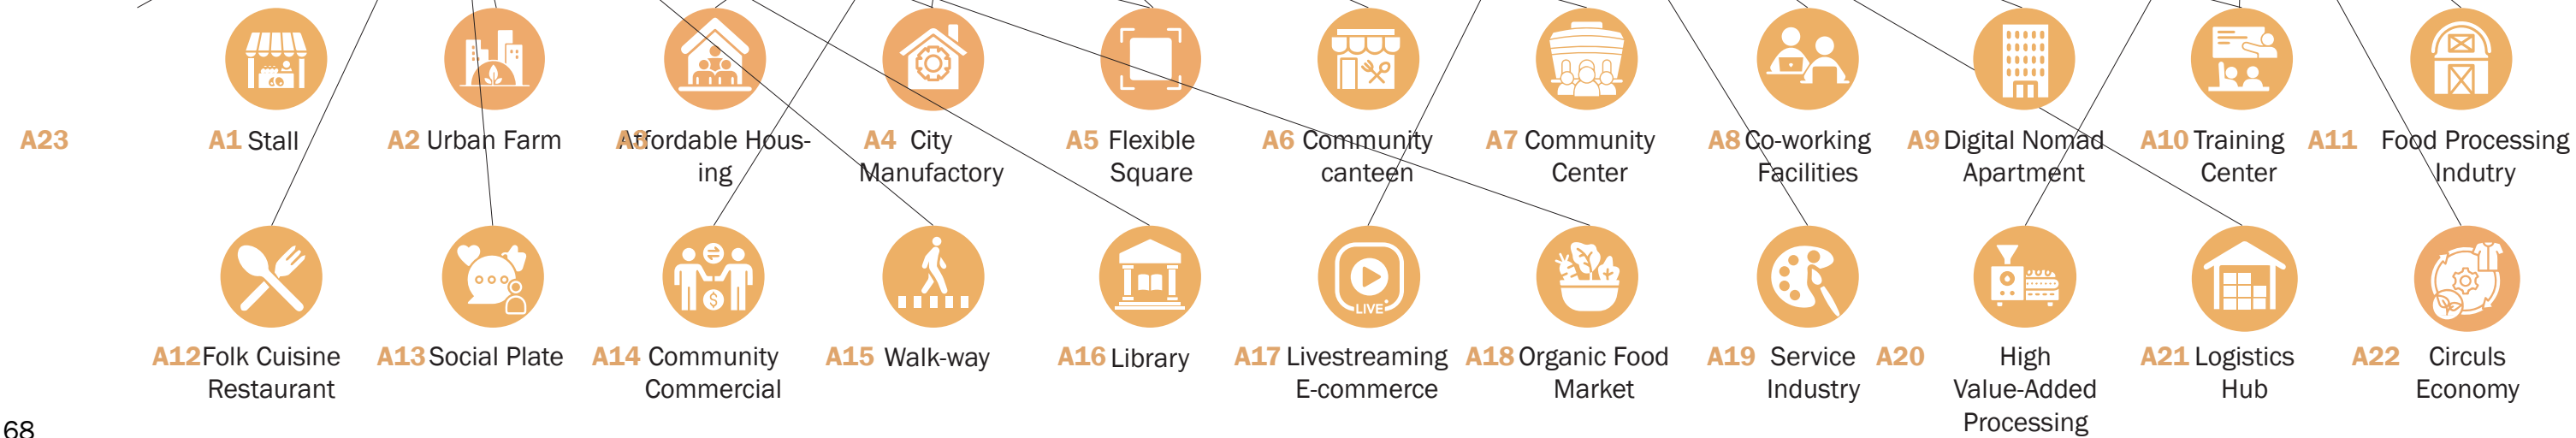 A23
A1 Stall
A2 Urban Farm
A3 Affordable Hous-
ing
A4 City
Manufactory
A5 Flexible
Square
A6 Community
canteen
A7 Community
Center
A8 Co-working
Facilities
A9 Digital Nomad
Apartment
A10 Training
Center
A11 Food Processing
Indutry
LIVE
A12 Folk Cuisine
Restaurant
A13 Social Plate
A14 Community
Commercial
A15 Walk-way
A16 Library
A17 Livestreaming
E-commerce
A18 Organic Food
Market
A19 Service
Industry
A20 High
Value-Added
Processing
A21 Logistics
Hub
A22 Circuls
Economy
68